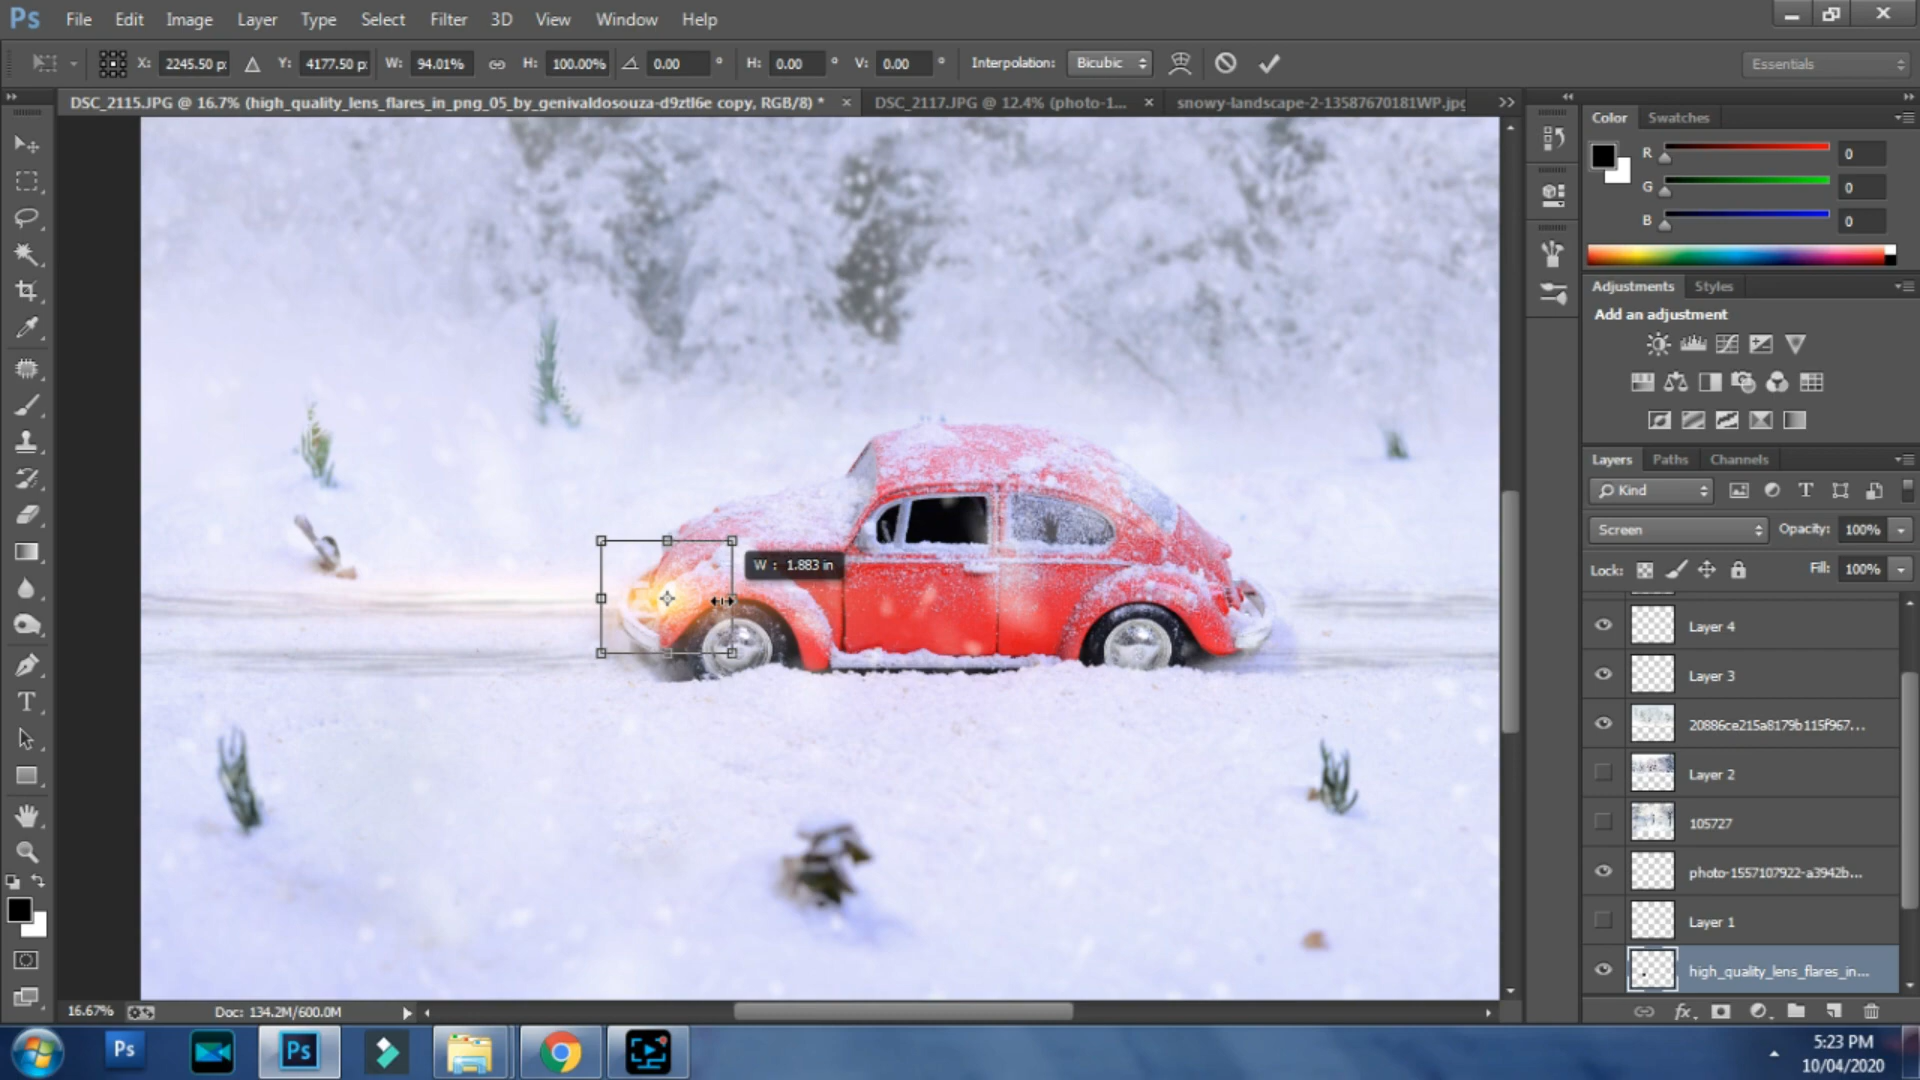 Ps File Edit Image Layer Type Select Filter 3D View Window Help
X: 2245.50 p Y: 4177.50 p W: 94.01% H: 100.00% 0.00 ° H: 0.00 ° V: 0.00 ° Interpolation: Bicubic Essentials
DSC_2115.JPG @ 16.7% (high_quality_lens_flares_in_png_05_by_genivaldosouza-d9ztl6e copy, RGB/8) * × DSC_2117.JPG @ 12.4% (photo-1... × snowy-landscape-2-13587670181WP.jpg
Color Swatches
R 0
G 0
B 0
Adjustments Styles
Add an adjustment
Layers Paths Channels
Kind
Screen Opacity: 100%
Lock: Fill: 100%
W : 1.883 in
Layer 4
Layer 3
20886ce215a8179b115f967...
Layer 2
105727
photo-1557107922-a3942b...
Layer 1
high_quality_lens_flares_in...
16.67% Doc: 134.2M/600.0M
Ps Ps
5:23 PM
10/04/2020